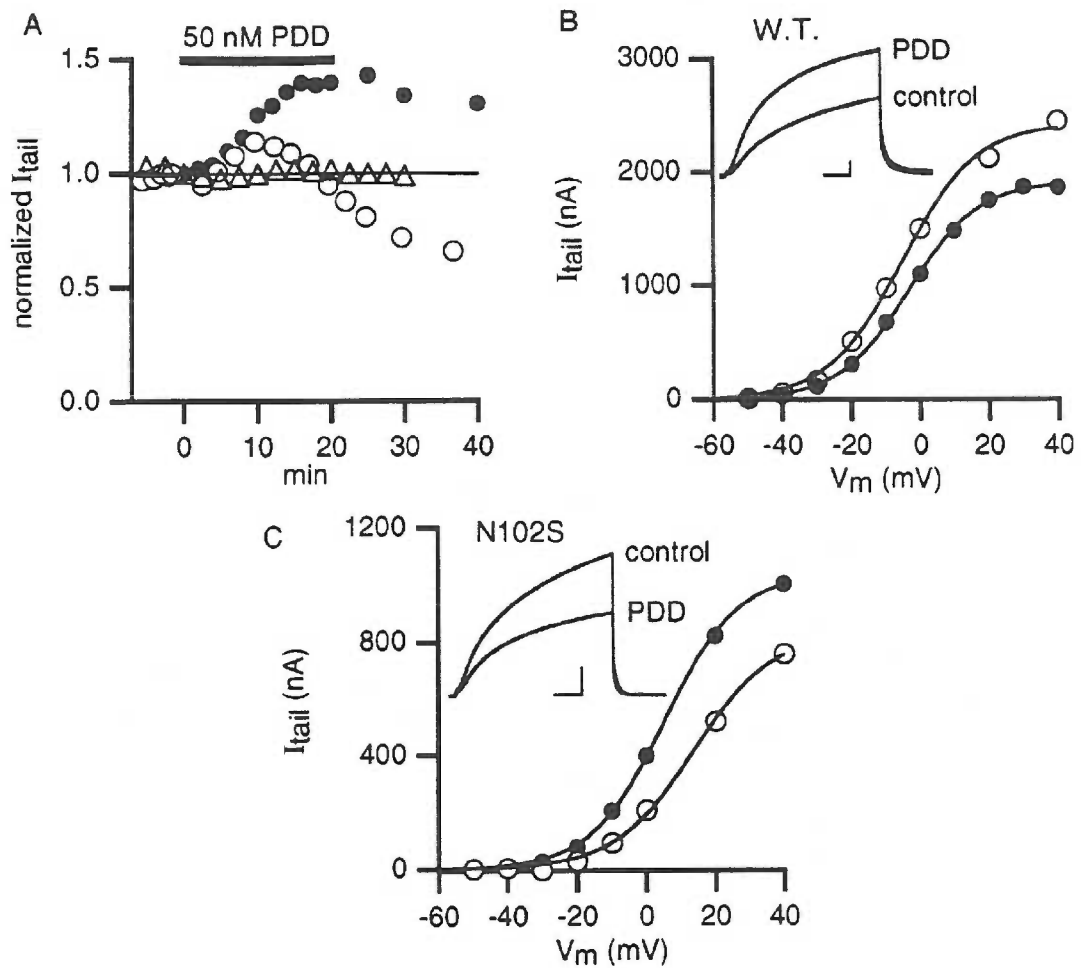 A
50 nM PDD
normalized Itail
1.5
1.0
0.5
0.0
0 10 20 30 40
min
B
W.T.
PDD
control
Itail (nA)
3000
2000
1000
0
-60 -40 -20 0 20 40
Vm (mV)
C
N102S
control
PDD
Itail (nA)
1200
800
400
0
-60 -40 -20 0 20 40
Vm (mV)